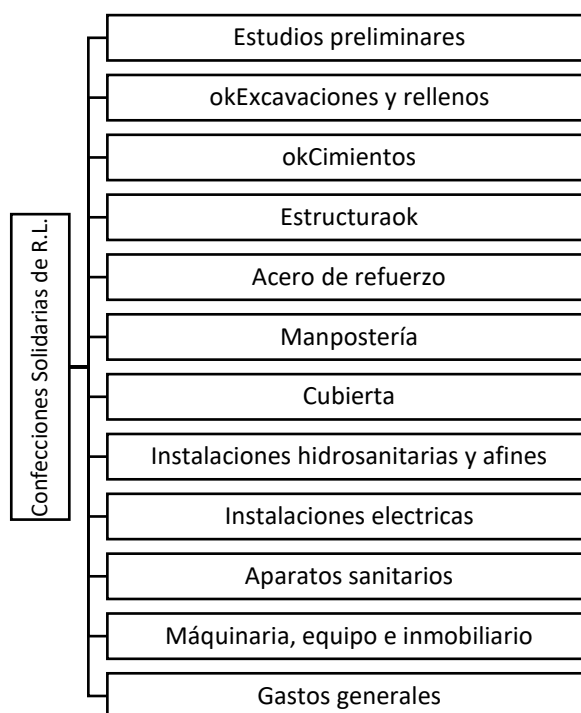 Confecciones Solidarias de R.L.
Estudios preliminares
okExcavaciones y rellenos
okCimientos
Estructuraok
Acero de refuerzo
Manpostería
Cubierta
Instalaciones hidrosanitarias y afines
Instalaciones electricas
Aparatos sanitarios
Máquinaria, equipo e inmobiliario
Gastos generales